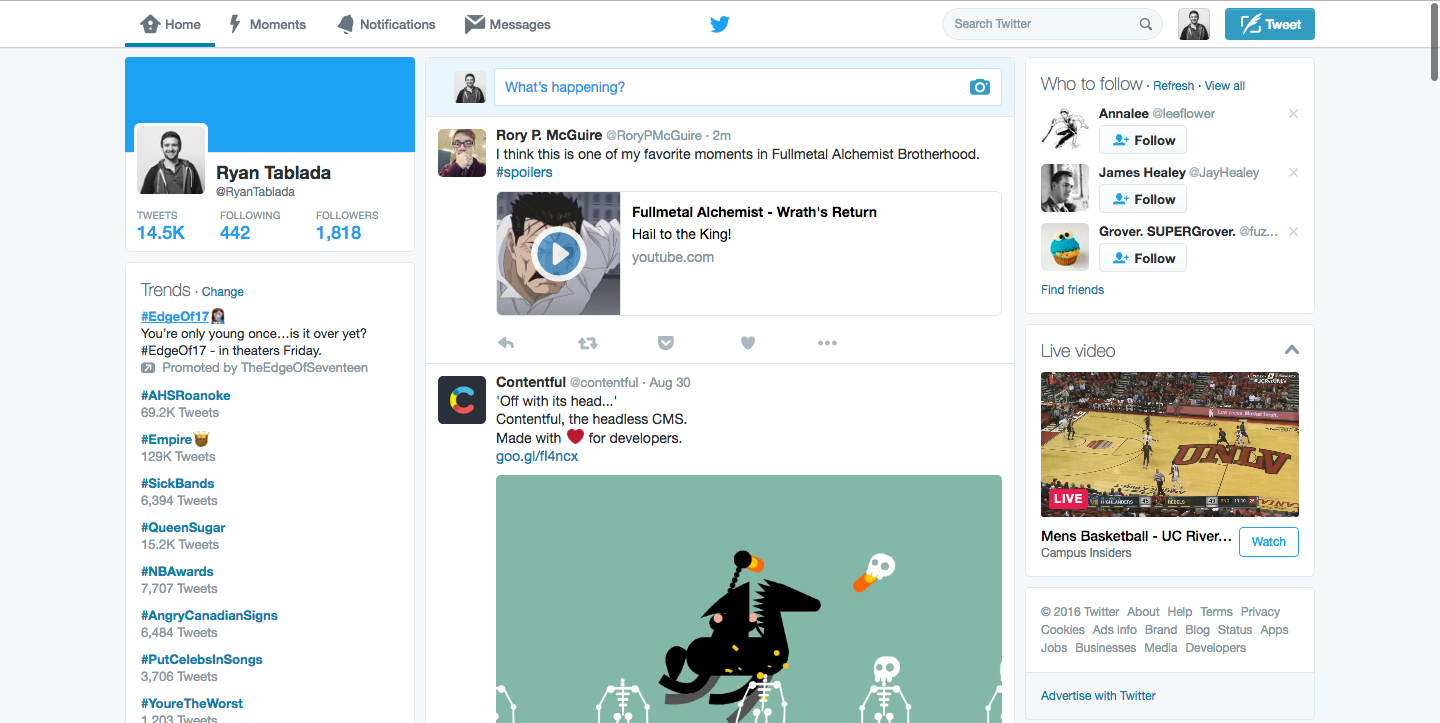 Home
Moments
Notifications
Messages
Search Twitter
Tweet
Ryan Tablada
@RyanTablada
TWEETS FOLLOWING FOLLOWERS
14.5K 442 1,818
Trends · Change
#EdgeOf17
You're only young once…is it over yet?
#EdgeOf17 - in theaters Friday.
Promoted by TheEdgeOfSeventeen
#AHSRoanoke
69.2K Tweets
#Empire
129K Tweets
#SickBands
6,394 Tweets
#QueenSugar
15.2K Tweets
#NBAwards
7,707 Tweets
#AngryCanadianSigns
6,484 Tweets
#PutCelebsInSongs
3,706 Tweets
#YoureTheWorst
1,203 Tweets
What's happening?
Rory P. McGuire @RoryPMcGuire · 2m
I think this is one of my favorite moments in Fullmetal Alchemist Brotherhood.
#spoilers
Fullmetal Alchemist - Wrath's Return
Hail to the King!
youtube.com
Contentful @contentful · Aug 30
'Off with its head...'
Contentful, the headless CMS.
Made with ❤ for developers.
goo.gl/fI4ncx
Who to follow · Refresh · View all
Annalee @leeflower
Follow
James Healey @JayHealey
Follow
Grover. SUPERGrover. @fuz...
Follow
Find friends
Live video
UNLV
LIVE
HIGHLANDERS
REBELS
Mens Basketball - UC River…
Campus Insiders
Watch
© 2016 Twitter About Help Terms Privacy
Cookies Ads info Brand Blog Status Apps
Jobs Businesses Media Developers
Advertise with Twitter